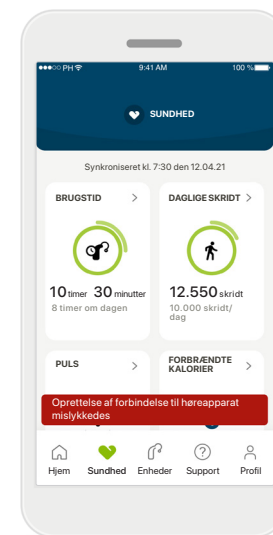 PH 9:41 AM 100 %
SUNDHED
Synkroniseret kl. 7:30 den 12.04.21
BRUGSTID > DAGLIGE SKRIDT >
10 timer 30 minutter 12.550 skridt
8 timer om dagen 10.000 skridt/
dag
PULS > FORBRÆNDTE
KALORIER >
Oprettelse af forbindelse til høreapparat
mislykkedes
Hjem Sundhed Enheder Support Profil